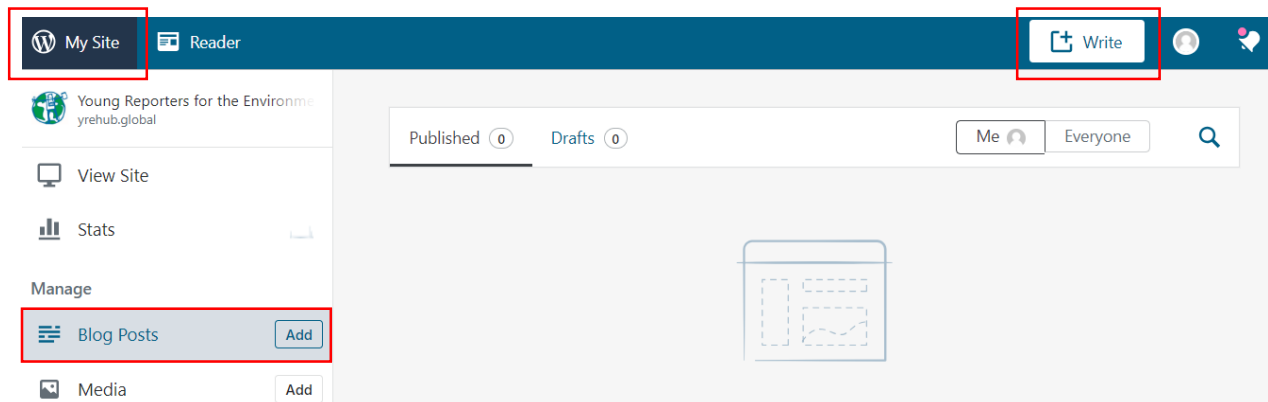 My Site
Reader
Write
Young Reporters for the Environme
yrehub.global
Published 0
Drafts 0
Me
Everyone
View Site
Stats
Manage
Blog Posts
Add
Media
Add